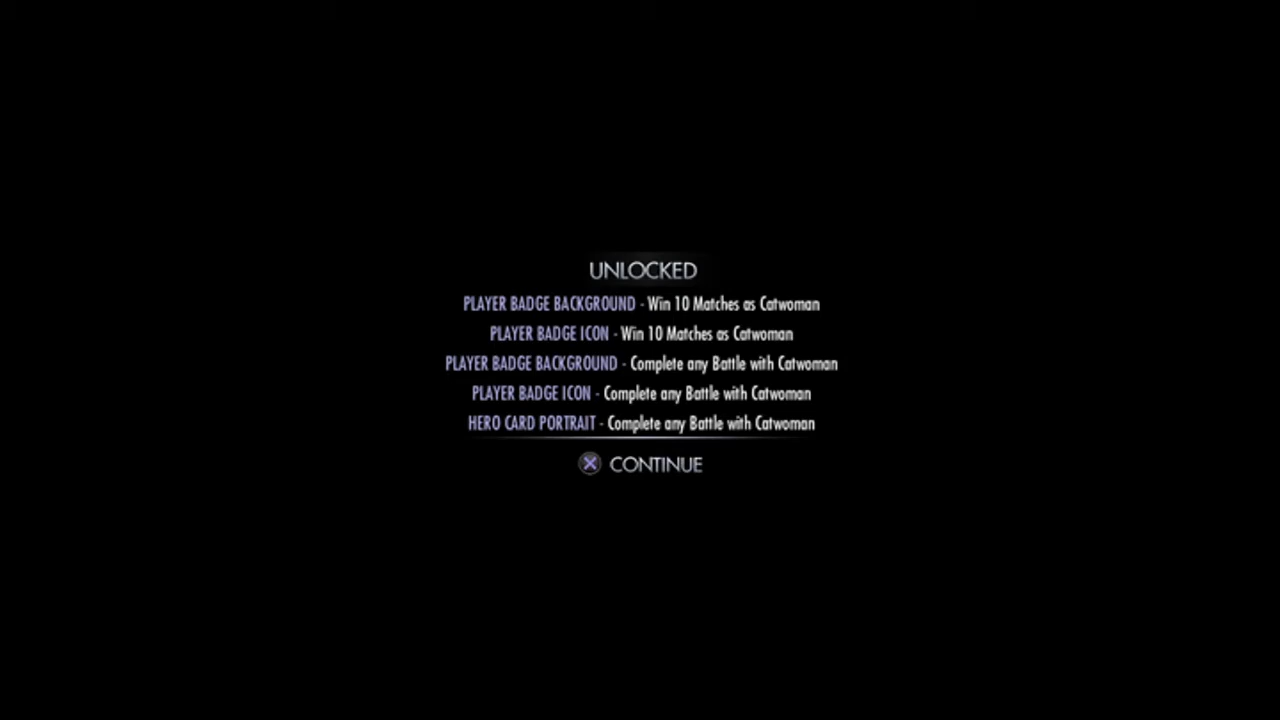 UNLOCKED
PLAYER BADGE BACKGROUND - Win 10 Matches as Catwoman
PLAYER BADGE ICON - Win 10 Matches as Catwoman
PLAYER BADGE BACKGROUND - Complete any Battle with Catwoman
PLAYER BADGE ICON - Complete any Battle with Catwoman
HERO CARD PORTRAIT - Complete any Battle with Catwoman
CONTINUE